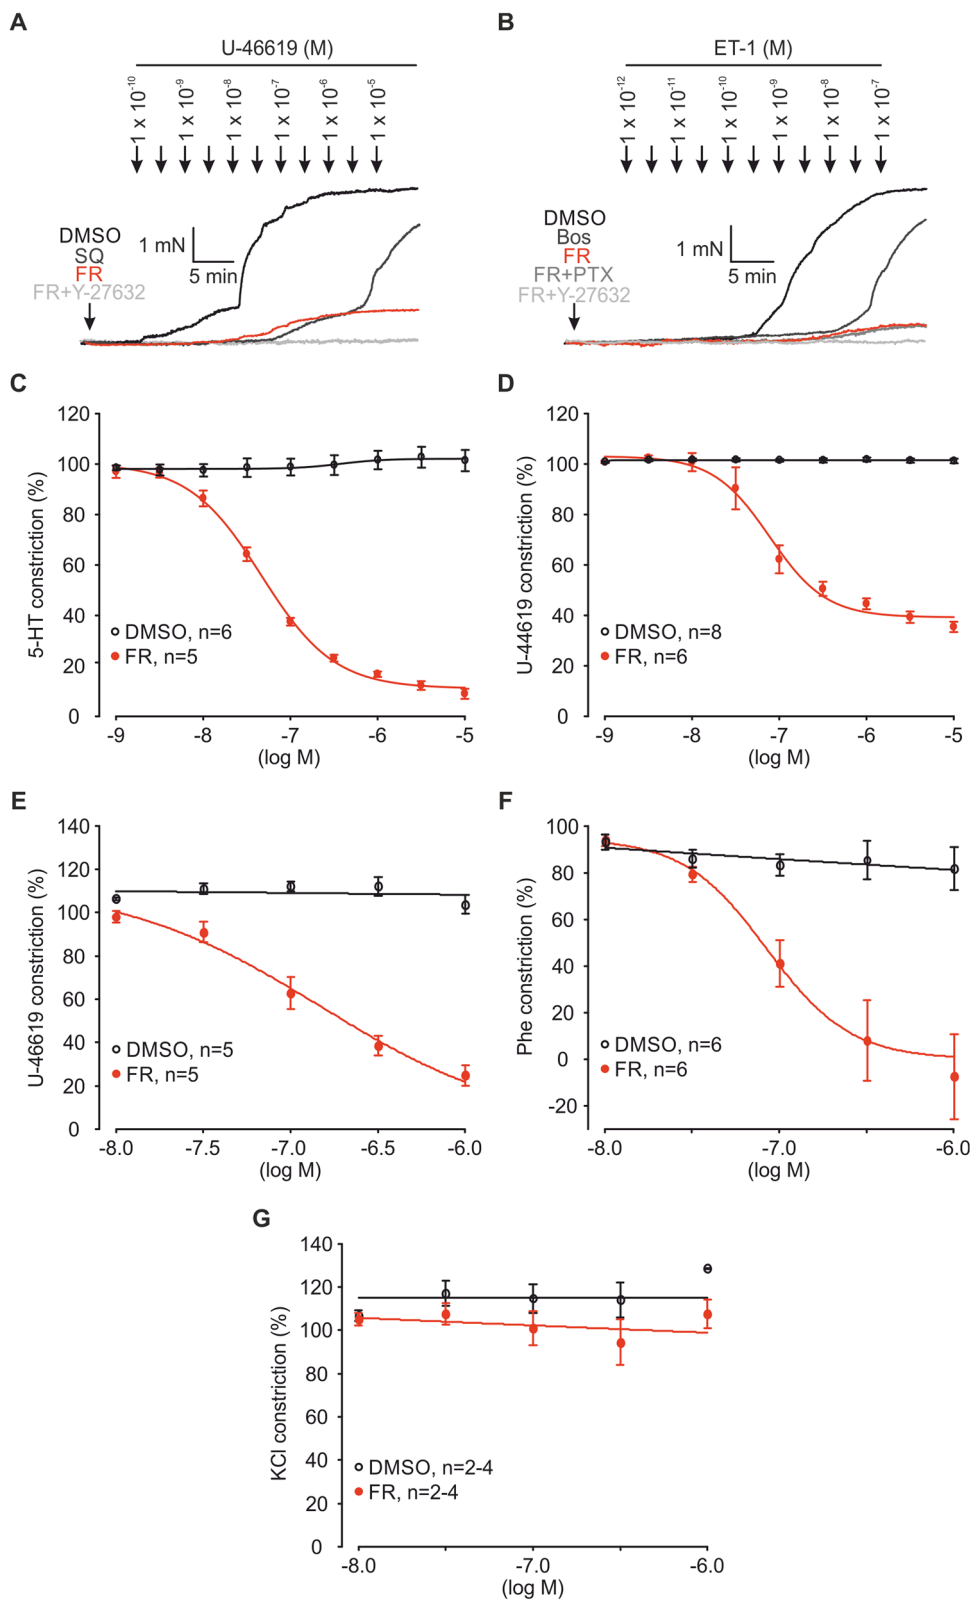 A
U-46619 (M)
1 x 10⁻¹⁰
1 x 10⁻⁹
1 x 10⁻⁸
1 x 10⁻⁷
1 x 10⁻⁶
1 x 10⁻⁵
DMSO
SQ
FR
FR+Y-27632
1 mN
5 min
B
ET-1 (M)
1 x 10⁻¹²
1 x 10⁻¹¹
1 x 10⁻¹⁰
1 x 10⁻⁹
1 x 10⁻⁸
1 x 10⁻⁷
DMSO
Bos
FR
FR+PTX
FR+Y-27632
1 mN
5 min
C
5-HT constriction (%)
120
100
80
60
40
20
0
DMSO, n=6
FR, n=5
-9 -8 -7 -6 -5
(log M)
D
U-44619 constriction (%)
120
100
80
60
40
20
0
DMSO, n=8
FR, n=6
-9 -8 -7 -6 -5
(log M)
E
U-46619 constriction (%)
140
120
100
80
60
40
20
0
DMSO, n=5
FR, n=5
-8.0 -7.5 -7.0 -6.5 -6.0
(log M)
F
Phe constriction (%)
100
80
60
40
20
0
-20
DMSO, n=6
FR, n=6
-8.0 -7.0 -6.0
(log M)
G
KCl constriction (%)
140
120
100
80
60
40
20
0
DMSO, n=2-4
FR, n=2-4
-8.0 -7.0 -6.0
(log M)